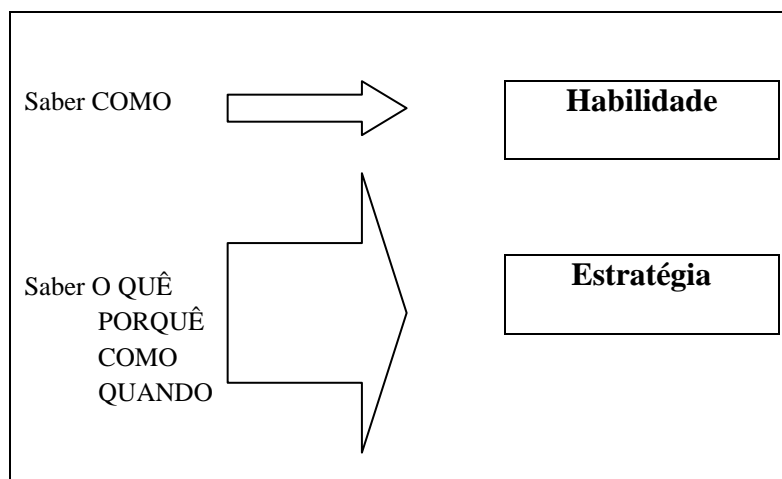 Saber COMO
Habilidade
Saber O QUÊ
PORQUÊ
COMO
QUANDO
Estratégia